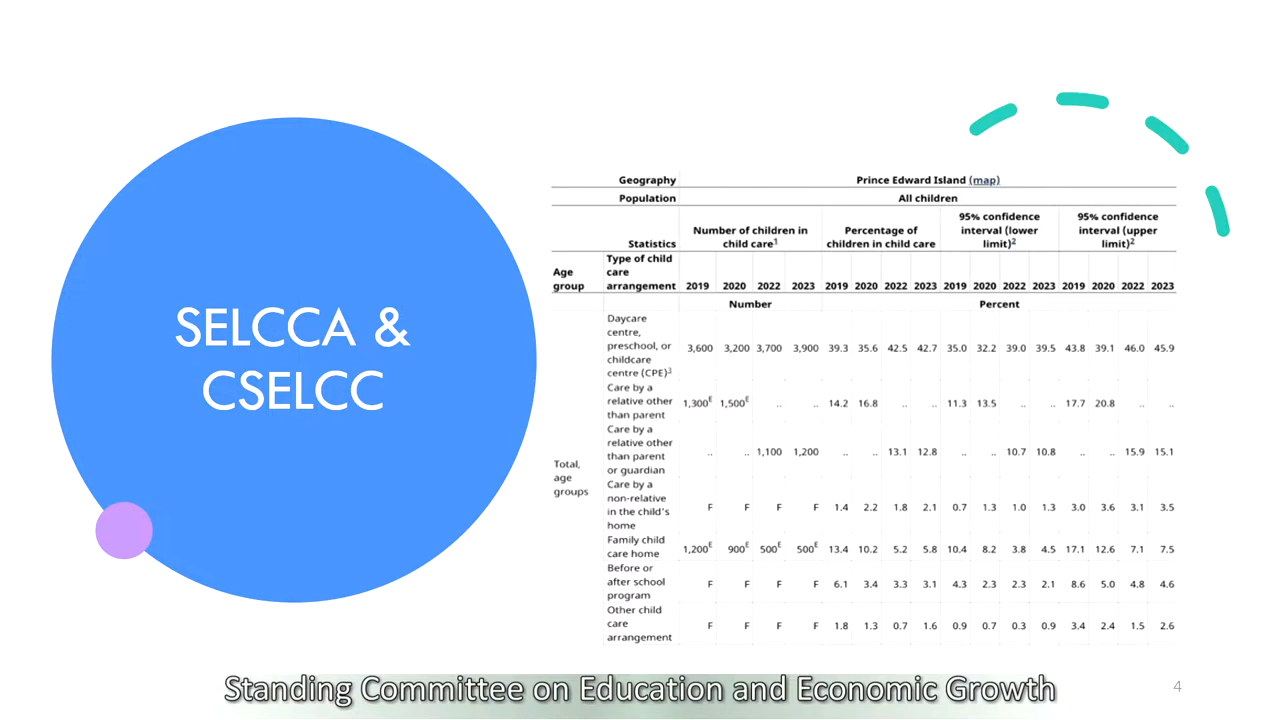 SELCCA &
CSELCC
Geography Prince Edward Island (map)
Population All children
Statistics Number of children in child care1 Percentage of children in child care 95% confidence interval (lower limit)2 95% confidence interval (upper limit)2
Age group Type of child care arrangement 2019 2020 2022 2023 2019 2020 2022 2023 2019 2020 2022 2023 2019 2020 2022 2023
Number Percent
Total, age groups
Daycare centre, preschool, or childcare centre (CPE)3 3,600 3,200 3,700 3,900 39.3 35.6 42.5 42.7 35.0 32.2 39.0 39.5 43.8 39.1 46.0 45.9
Care by a relative other than parent 1,300E 1,500E .. .. 14.2 16.8 .. .. 11.3 13.5 .. .. 17.7 20.8 .. ..
Care by a relative other than parent or guardian .. .. 1,100 1,200 .. .. 13.1 12.8 .. .. 10.7 10.8 .. .. 15.9 15.1
Care by a non-relative in the child's home F F F F 1.4 2.2 1.8 2.1 0.7 1.3 1.0 1.3 3.0 3.6 3.1 3.5
Family child care home 1,200E 900E 500E 500E 13.4 10.2 5.2 5.8 10.4 8.2 3.8 4.5 17.1 12.6 7.1 7.5
Before or after school program F F F F 6.1 3.4 3.3 3.1 4.3 2.3 2.3 2.1 8.6 5.0 4.8 4.6
Other child care arrangement F F F F 1.8 1.3 0.7 1.6 0.9 0.7 0.3 0.9 3.4 2.4 1.5 2.6
Standing Committee on Education and Economic Growth
4